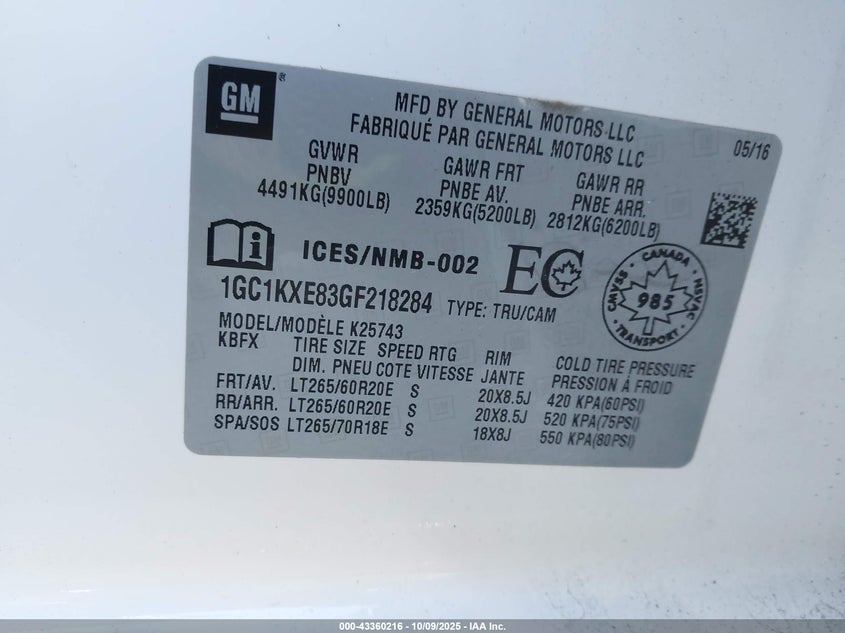 GM ®
MFD BY GENERAL MOTORS LLC
FABRIQUÉ PAR GENERAL MOTORS LLC
05/16
GVWR GAWR FRT GAWR RR
PNBV PNBE AV. PNBE ARR.
4491KG(9900LB) 2359KG(5200LB) 2812KG(6200LB)
ICES/NMB-002 EC
CANADA
CMVSS 985 NSVAC
TRANSPORT
1GC1KXE83GF218284 TYPE: TRU/CAM
MODEL/MODÈLE K25743
KBFX TIRE SIZE SPEED RTG RIM COLD TIRE PRESSURE
DIM. PNEU COTE VITESSE JANTE PRESSION À FROID
FRT/AV. LT265/60R20E S 20X8.5J 420 KPA(60PSI)
RR/ARR. LT265/60R20E S 20X8.5J 520 KPA(75PSI)
SPA/SOS LT265/70R18E S 18X8J 550 KPA(80PSI)
000-43360216 - 10/09/2025 - IAA Inc.